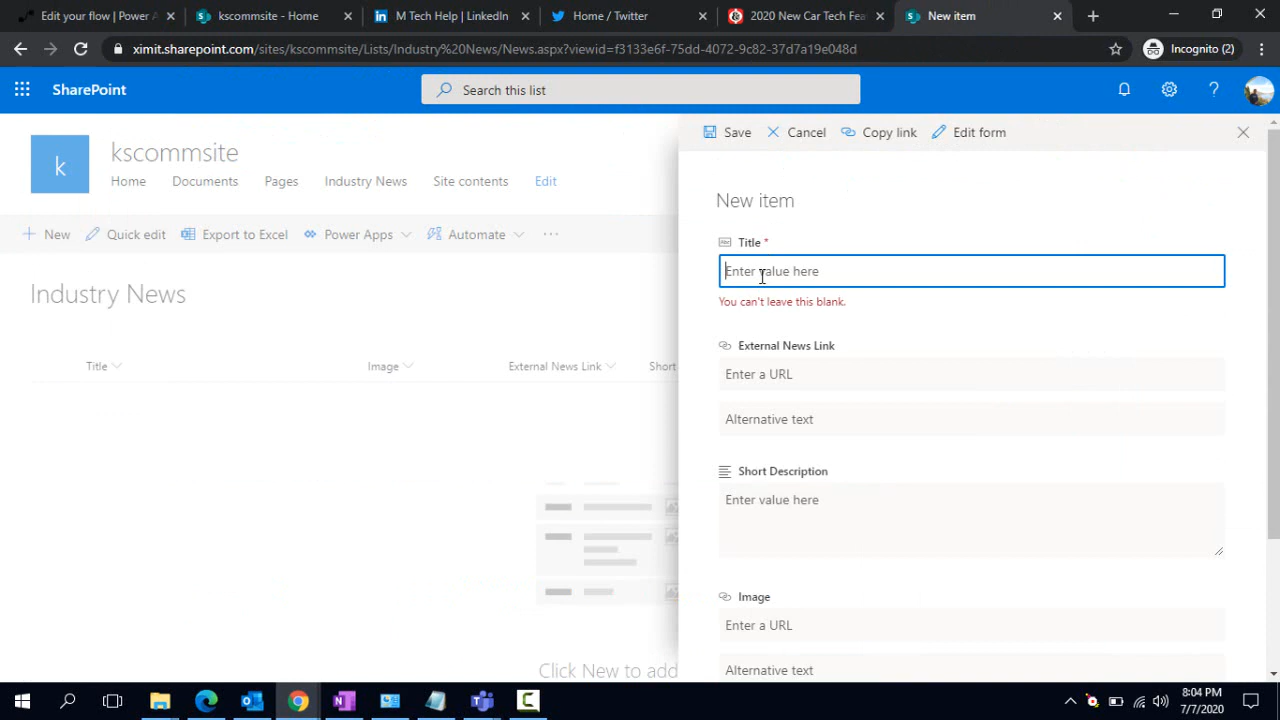 Edit your flow | Power A
kscommsite - Home
M Tech Help | LinkedIn
Home / Twitter
2020 New Car Tech Fea
New item
ximit.sharepoint.com/sites/kscommsite/Lists/Industry%20News/News.aspx?viewid=f3133e6f-75dd-4072-9c82-37d7a19e048d
Incognito (2)
SharePoint
Search this list
k
kscommsite
Home
Documents
Pages
Industry News
Site contents
Edit
New
Quick edit
Export to Excel
Power Apps
Automate
Industry News
Title
Image
External News Link
Short
Click New to add
Save
Cancel
Copy link
Edit form
New item
Title *
Enter value here
You can't leave this blank.
External News Link
Enter a URL
Alternative text
Short Description
Enter value here
Image
Enter a URL
Alternative text
8:04 PM
7/7/2020